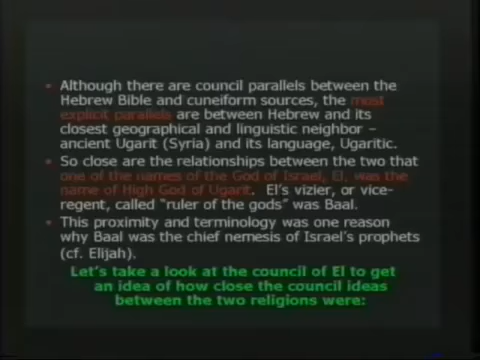 Although there are council parallels between the
Hebrew Bible and cuneiform sources, the most
explicit parallels are between Hebrew and its
closest geographical and linguistic neighbor –
ancient Ugarit (Syria) and its language, Ugaritic.
So close are the relationships between the two that
one of the names of the God of Israel, El, was the
name of High God of Ugarit. El's vizier, or vice-
regent, called "ruler of the gods" was Baal.
This proximity and terminology was one reason
why Baal was the chief nemesis of Israel's prophets
(cf. Elijah).
Let's take a look at the council of El to get
an idea of how close the council ideas
between the two religions were: